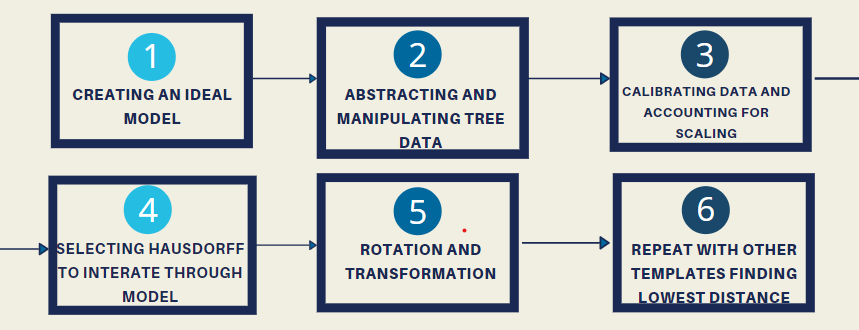 1
CREATING AN IDEAL
MODEL
2
ABSTRACTING AND
MANIPULATING TREE
DATA
3
CALIBRATING DATA AND
ACCOUNTING FOR
SCALING
4
SELECTING HAUSDORFF
TO INTERATE THROUGH
MODEL
5
ROTATION AND
TRANSFORMATION
6
REPEAT WITH OTHER
TEMPLATES FINDING
LOWEST DISTANCE